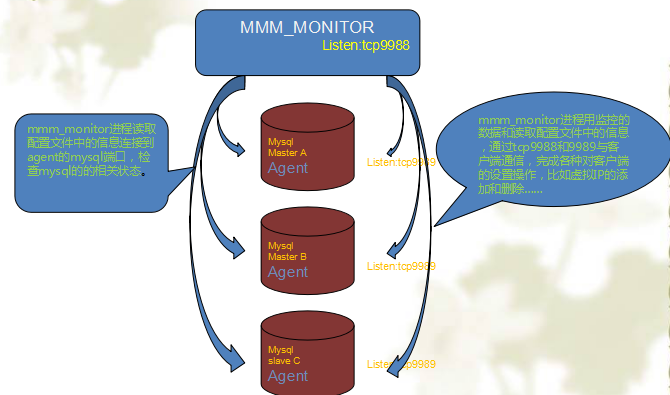 MMM_MONITOR
Listen:tcp9988
mmm_monitor进程读取
配置文件中的信息连接到
agent的mysql端口，检
查mysql的的相关状态。
mmm_monitor进程用监控的
数据和读取配置文件中的信息
，通过tcp9988和9989与客
户端通信，完成各种对客户端
的设置操作，比如虚拟IP的添
加和删除......
Mysql
Master A
Agent
Listen:tcp9989
Mysql
Master B
Agent
Listen:tcp9989
Mysql
slave C
Agent
Listen:tcp9989